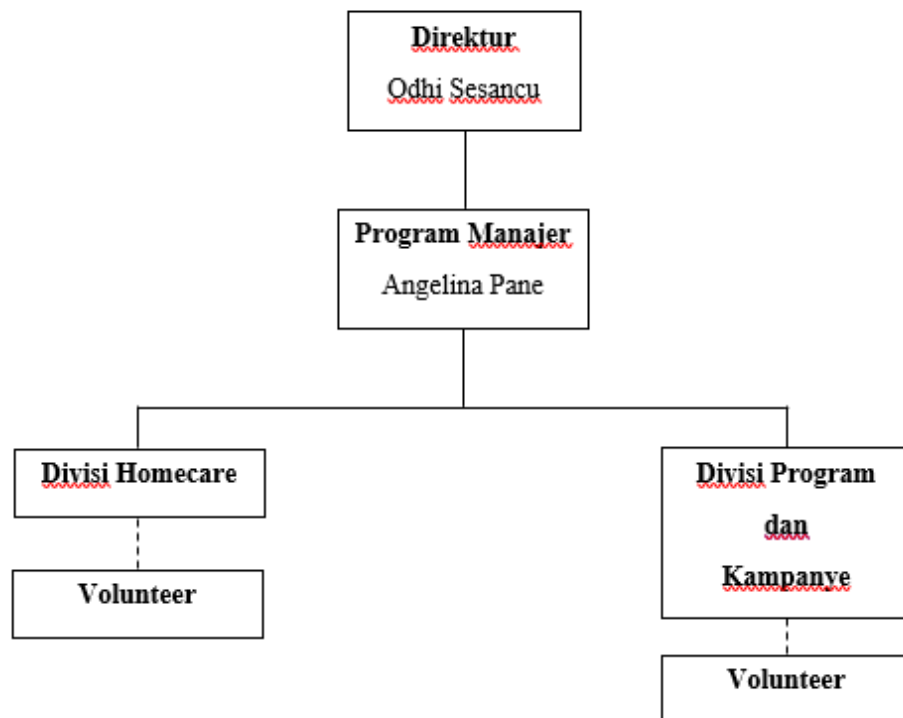 Direktur
Odhi Sesancu
Program Manajer
Angelina Pane
Divisi Homecare
Volunteer
Divisi Program
dan
Kampanye
Volunteer